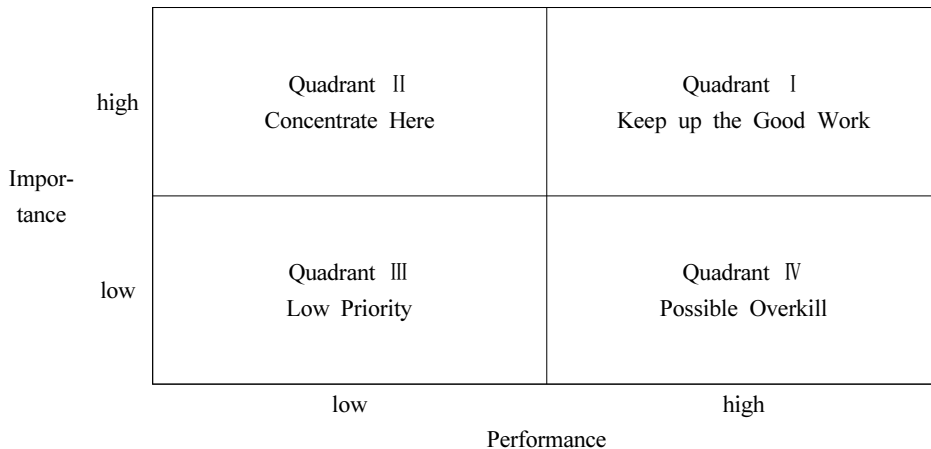 Quadrant Ⅱ
Concentrate Here
Quadrant Ⅰ
Keep up the Good Work
high
Impor-
tance
Quadrant Ⅲ
Low Priority
Quadrant Ⅳ
Possible Overkill
low
low
high
Performance